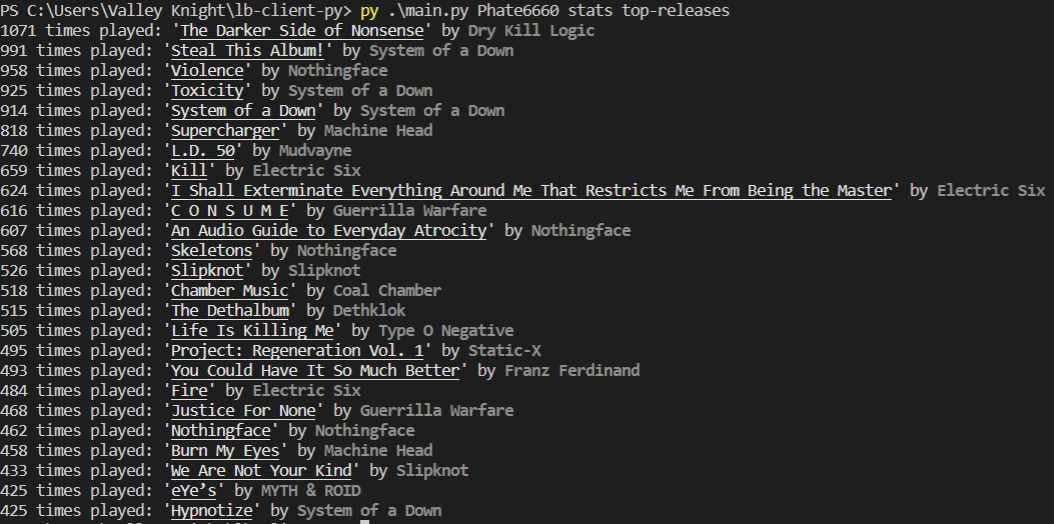 PS C:\Users\Valley Knight\lb-client-py> py .\main.py Phate6660 stats top-releases
1071 times played: 'The Darker Side of Nonsense' by Dry Kill Logic
991 times played: 'Steal This Album!' by System of a Down
958 times played: 'Violence' by Nothingface
925 times played: 'Toxicity' by System of a Down
914 times played: 'System of a Down' by System of a Down
818 times played: 'Supercharger' by Machine Head
740 times played: 'L.D. 50' by Mudvayne
659 times played: 'Kill' by Electric Six
624 times played: 'I Shall Exterminate Everything Around Me That Restricts Me From Being the Master' by Electric Six
616 times played: 'C O N S U M E' by Guerrilla Warfare
607 times played: 'An Audio Guide to Everyday Atrocity' by Nothingface
568 times played: 'Skeletons' by Nothingface
526 times played: 'Slipknot' by Slipknot
518 times played: 'Chamber Music' by Coal Chamber
515 times played: 'The Dethalbum' by Dethklok
505 times played: 'Life Is Killing Me' by Type O Negative
495 times played: 'Project: Regeneration Vol. 1' by Static-X
493 times played: 'You Could Have It So Much Better' by Franz Ferdinand
484 times played: 'Fire' by Electric Six
468 times played: 'Justice For None' by Guerrilla Warfare
462 times played: 'Nothingface' by Nothingface
458 times played: 'Burn My Eyes' by Machine Head
433 times played: 'We Are Not Your Kind' by Slipknot
425 times played: 'eYe’s' by MYTH & ROID
425 times played: 'Hypnotize' by System of a Down